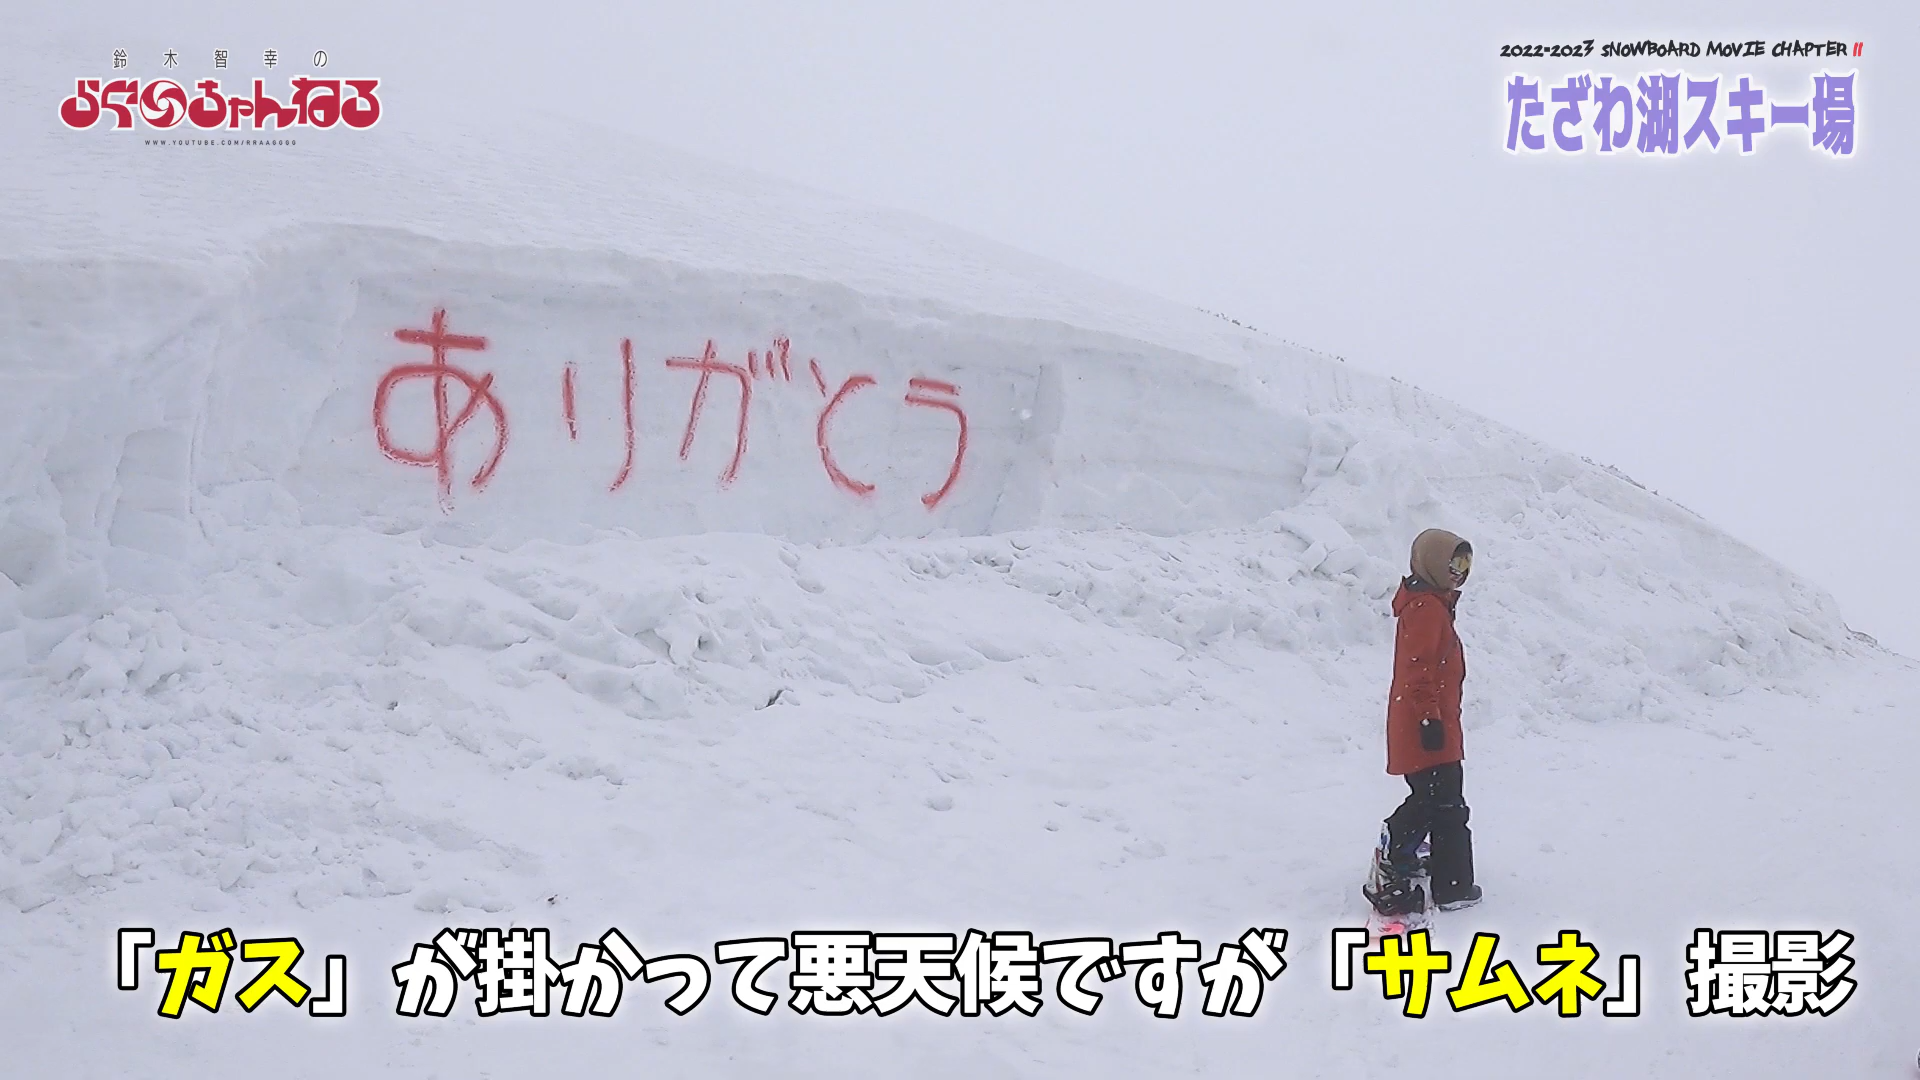 鈴木智幸の
らぐちゃんねる
WWW.YOUTUBE.COM/RRAAGGGG
2022-2023 SNOWBOARD MOVIE CHAPTER 11
たざわ湖スキー場
ありがとう
「ガス」が掛かって悪天候ですが「サムネ」撮影